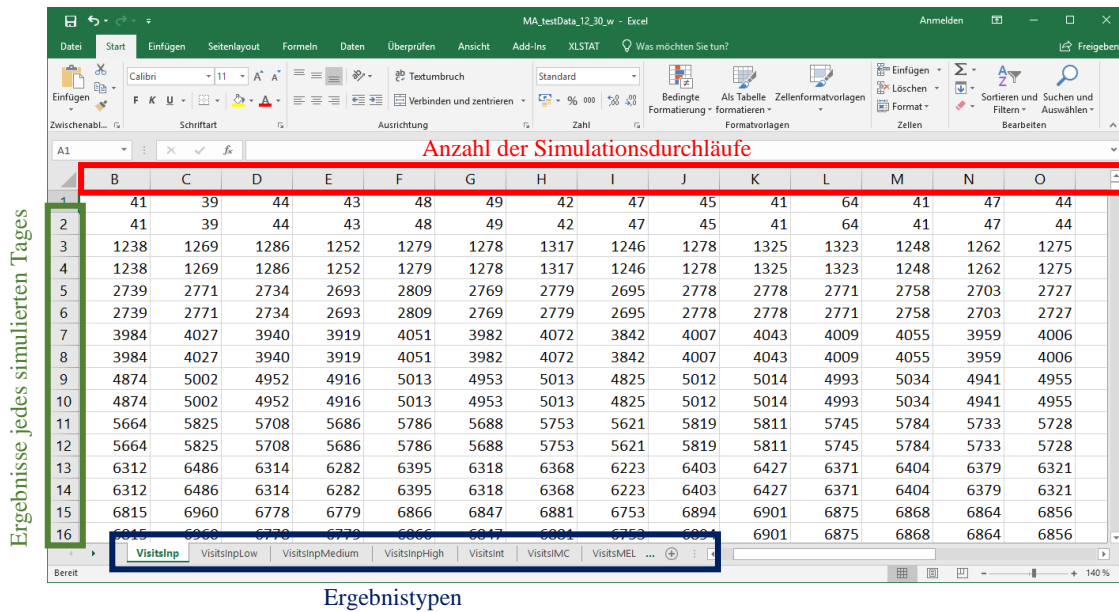 MA_testData_12_30_w - Excel
Anmelden
Datei Start Einfügen Seitenlayout Formeln Daten Überprüfen Ansicht Add-Ins XLSTAT Was möchten Sie tun? Freigeben
Calibri 11 A A Textumbruch Standard Einfügen Σ
Löschen
Einfügen F K U A Verbinden und zentrieren % 000 Bedingte Formatierung Als Tabelle formatieren Zellenformatvorlagen Format Sortieren und Filtern Suchen und Auswählen
Zwischenabl... Schriftart Ausrichtung Zahl Formatvorlagen Zellen Bearbeiten
A1 fx
Anzahl der Simulationsdurchläufe
B C D E F G H I J K L M N O
1 41 39 44 43 48 49 42 47 45 41 64 41 47 44
2 41 39 44 43 48 49 42 47 45 41 64 41 47 44
3 1238 1269 1286 1252 1279 1278 1317 1246 1278 1325 1323 1248 1262 1275
4 1238 1269 1286 1252 1279 1278 1317 1246 1278 1325 1323 1248 1262 1275
5 2739 2771 2734 2693 2809 2769 2779 2695 2778 2778 2771 2758 2703 2727
6 2739 2771 2734 2693 2809 2769 2779 2695 2778 2778 2771 2758 2703 2727
7 3984 4027 3940 3919 4051 3982 4072 3842 4007 4043 4009 4055 3959 4006
8 3984 4027 3940 3919 4051 3982 4072 3842 4007 4043 4009 4055 3959 4006
9 4874 5002 4952 4916 5013 4953 5013 4825 5012 5014 4993 5034 4941 4955
10 4874 5002 4952 4916 5013 4953 5013 4825 5012 5014 4993 5034 4941 4955
11 5664 5825 5708 5686 5786 5688 5753 5621 5819 5811 5745 5784 5733 5728
12 5664 5825 5708 5686 5786 5688 5753 5621 5819 5811 5745 5784 5733 5728
13 6312 6486 6314 6282 6395 6318 6368 6223 6403 6427 6371 6404 6379 6321
14 6312 6486 6314 6282 6395 6318 6368 6223 6403 6427 6371 6404 6379 6321
15 6815 6960 6778 6779 6866 6847 6881 6753 6894 6901 6875 6868 6864 6856
16 6815 6960 6778 6779 6866 6847 6881 6753 6894 6901 6875 6868 6864 6856
Ergebnisse jedes simulierten Tages
VisitsInp VisitsInpLow VisitsInpMedium VisitsInpHigh VisitsInt VisitsIMC VisitsMEL ...
Bereit 140 %
Ergebnistypen